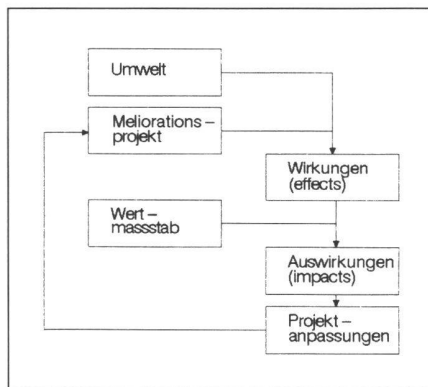 Umwelt
Meliorations –
projekt
Wirkungen
(effects)
Wert –
massstab
Auswirkungen
(impacts)
Projekt –
anpassungen